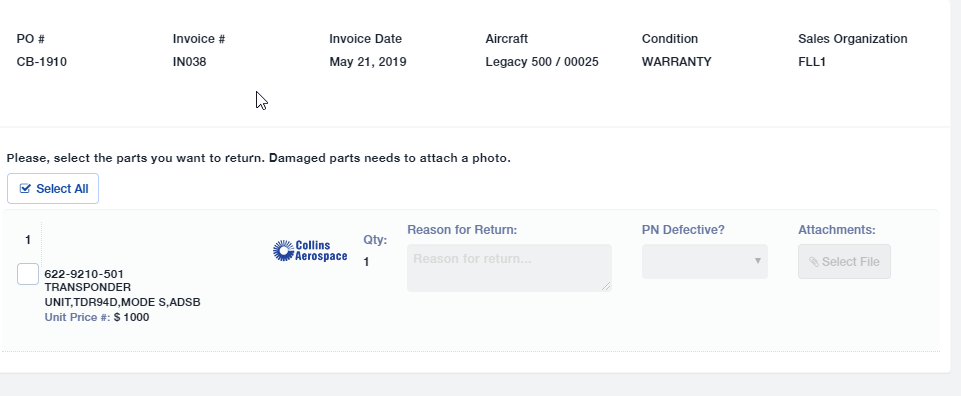 PO # Invoice # Invoice Date Aircraft Condition Sales Organization
CB-1910 IN038 May 21, 2019 Legacy 500 / 00025 WARRANTY FLL1
Please, select the parts you want to return. Damaged parts needs to attach a photo.
Select All
1
622-9210-501
TRANSPONDER
UNIT,TDR94D,MODE S,ADSB
Unit Price #: $ 1000
Collins
Aerospace
Qty:
1
Reason for Return:
Reason for return...
PN Defective?
Attachments:
Select File